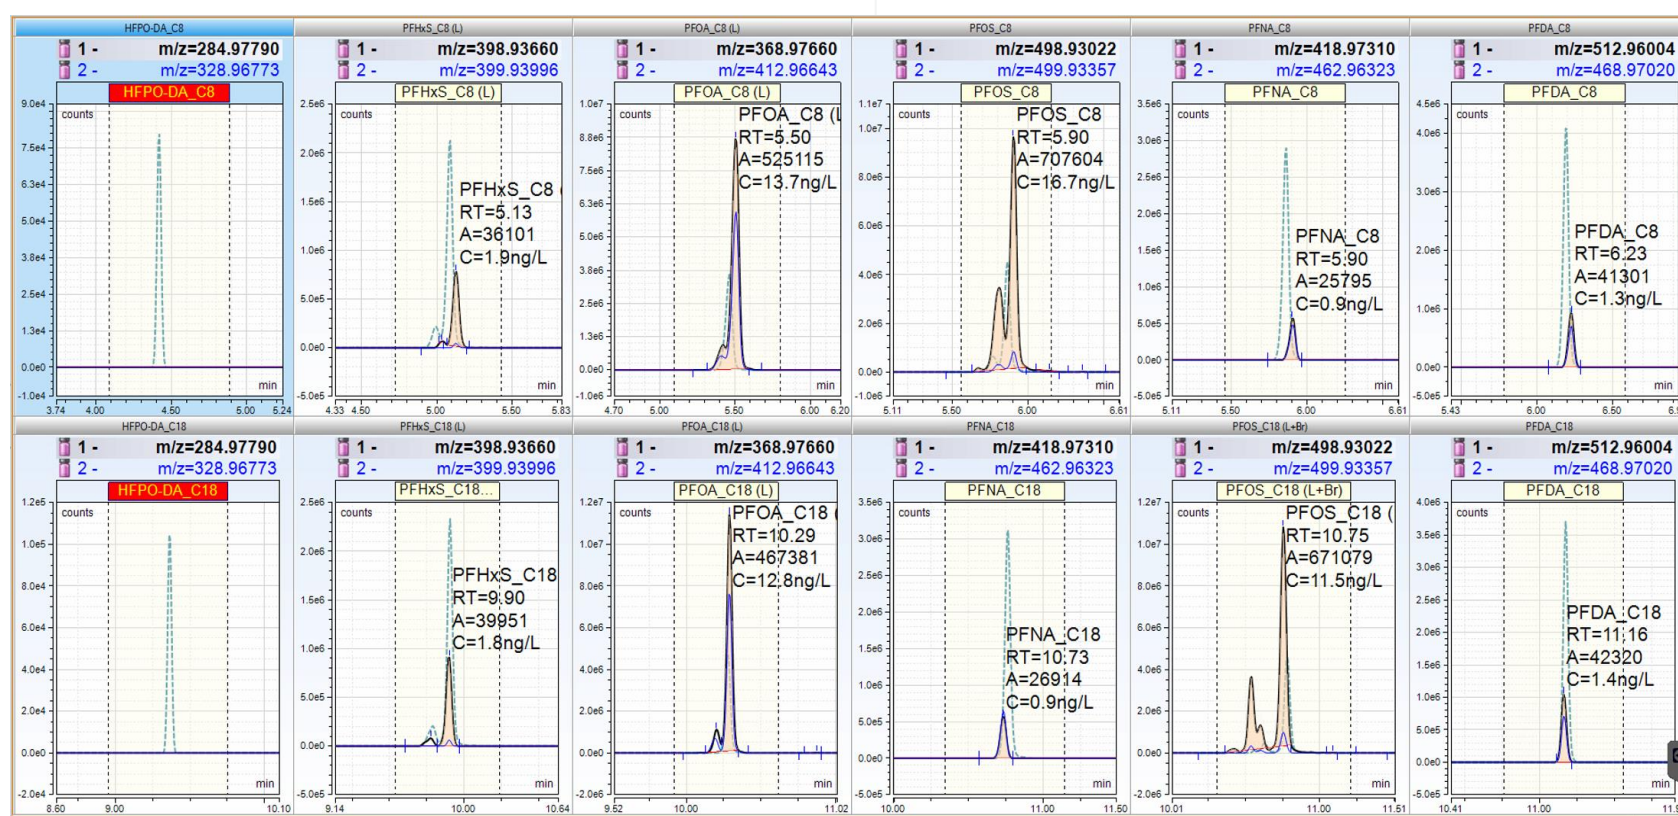 HFPO-DA_C8
1 - m/z=284.97790
2 - m/z=328.96773
HFPO-DA_C8
9.0e4
counts
7.5e4
6.3e4
5.0e4
3.8e4
2.5e4
1.3e4
0.0e0
min
-1.0e4
3.74 4.00 4.50 5.00 5.24
PFHxS_C8 (L)
1 - m/z=398.93660
2 - m/z=399.93996
PFHxS_C8 (L)
2.5e6
counts
2.0e6
PFHxS_C8 (
1.5e6
RT=5.13
A=36101
1.0e6
C=1.9ng/L
5.0e5
0.0e0
min
-5.0e5
4.33 4.50 5.00 5.50 5.83
PFOA_C8 (L)
1 - m/z=368.97660
2 - m/z=412.96643
PFOA_C8 (L)
1.0e7
counts
PFOA_C8 (L
8.8e6
RT=5.50
A=525115
7.5e6
C=13.7ng/L
6.3e6
5.0e6
3.8e6
2.5e6
1.3e6
0.0e0
min
-1.0e6
4.70 5.00 5.50 6.00 6.20
PFOS_C8
1 - m/z=498.93022
2 - m/z=499.93357
PFOS_C8
1.1e7
counts
PFOS_C8
1.0e7
RT=5.90
A=707604
8.0e6
C=16.7ng/L
6.0e6
4.0e6
2.0e6
0.0e0
min
-1.0e6
5.11 5.50 6.00 6.61
PFNA_C8
1 - m/z=418.97310
2 - m/z=462.96323
PFNA_C8
3.5e6
counts
3.0e6
2.5e6
2.0e6
PFNA_C8
1.5e6
RT=5.90
1.0e6
A=25795
C=0.9ng/L
5.0e5
0.0e0
min
-5.0e5
5.11 5.50 6.00 6.61
PFDA_C8
1 - m/z=512.96004
2 - m/z=468.97020
PFDA_C8
4.5e6
counts
4.0e6
3.0e6
PFDA_C8
2.0e6
RT=6.23
A=41301
C=1.3ng/L
1.0e6
0.0e0
min
-5.0e5
5.43 6.00 6.50
HFPO-DA_C18
1 - m/z=284.97790
2 - m/z=328.96773
HFPO-DA_C18
1.2e5
counts
1.0e5
8.0e4
6.0e4
4.0e4
2.0e4
0.0e0
min
-2.0e4
8.60 9.00 10.10
PFHxS_C18 (L)
1 - m/z=398.93660
2 - m/z=399.93996
PFHxS_C18...
2.5e6
counts
2.0e6
PFHxS_C18
1.5e6
RT=9.90
A=39951
C=1.8ng/L
1.0e6
5.0e5
0.0e0
min
-5.0e5
9.14 10.00 10.64
PFOA_C18 (L)
1 - m/z=368.97660
2 - m/z=412.96643
PFOA_C18 (L)
1.2e7
counts
PFOA_C18 (
1.0e7
RT=10.29
A=467381
8.0e6
C=12.8ng/L
6.0e6
4.0e6
2.0e6
0.0e0
min
-2.0e6
9.52 10.00 11.02
PFNA_C18
1 - m/z=418.97310
2 - m/z=462.96323
PFNA_C18
3.5e6
counts
3.0e6
2.5e6
2.0e6
PFNA_C18
1.5e6
RT=10.73
1.0e6
A=26914
C=0.9ng/L
5.0e5
0.0e0
min
-5.0e5
10.00 11.00 11.50
PFOS_C18 (L+Br)
1 - m/z=498.93022
2 - m/z=499.93357
PFOS_C18 (L+Br)
1.2e7
counts
PFOS_C18 (
1.0e7
RT=10.75
A=671079
8.0e6
C=11.5ng/L
6.0e6
4.0e6
2.0e6
0.0e0
min
-2.0e6
10.01 11.00 11.51
PFDA_C18
1 - m/z=512.96004
2 - m/z=468.97020
PFDA_C18
4.0e6
counts
3.5e6
3.0e6
2.5e6
PFDA_C18
2.0e6
RT=11.16
1.5e6
A=42320
C=1.4ng/L
1.0e6
5.0e5
0.0e0
min
-5.0e5
10.41 11.00